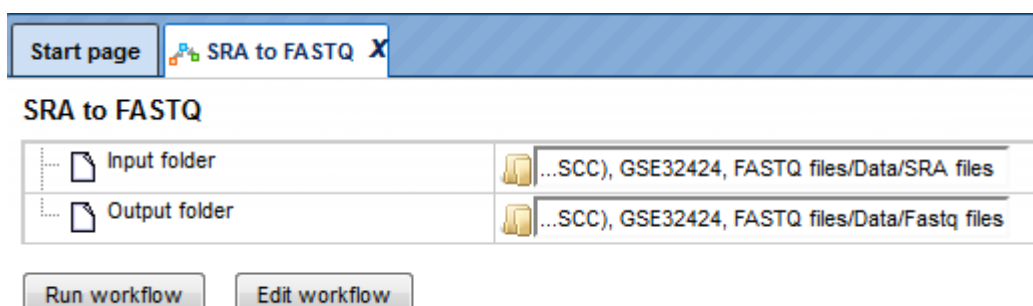 Start page SRA to FASTQ X
SRA to FASTQ
Input folder ...SCC), GSE32424, FASTQ files/Data/SRA files
Output folder ...SCC), GSE32424, FASTQ files/Data/Fastq files
Run workflow Edit workflow